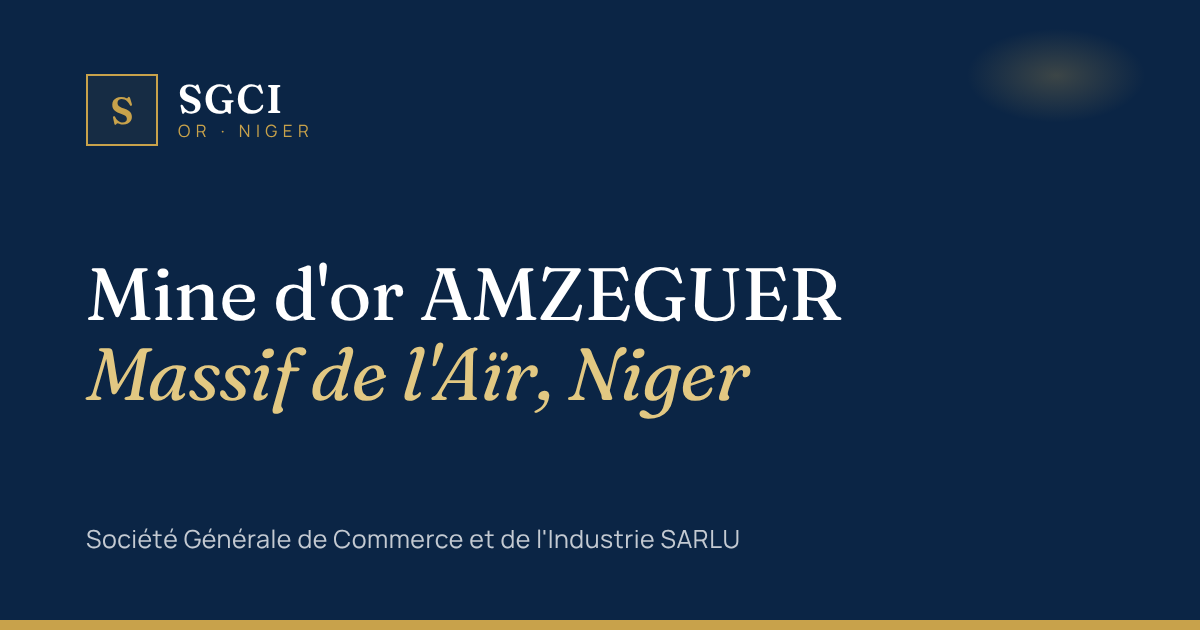 S
SGCI
OR · NIGER
Mine d'or AMZEGUER
Massif de l'Aïr, Niger
Société Générale de Commerce et de l'Industrie SARLU